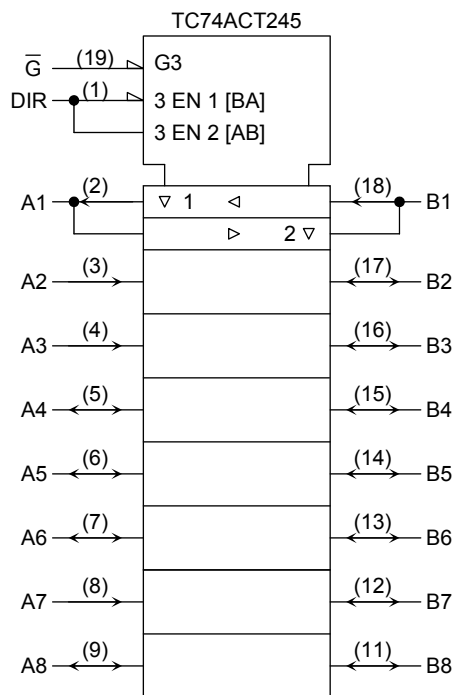 TC74ACT245
G̅ (19) G3
DIR (1) 3 EN 1 [BA]
3 EN 2 [AB]
A1 (2) ▽ 1 ◁ (18) B1
▷ 2 ▽
A2 (3) (17) B2
A3 (4) (16) B3
A4 (5) (15) B4
A5 (6) (14) B5
A6 (7) (13) B6
A7 (8) (12) B7
A8 (9) (11) B8